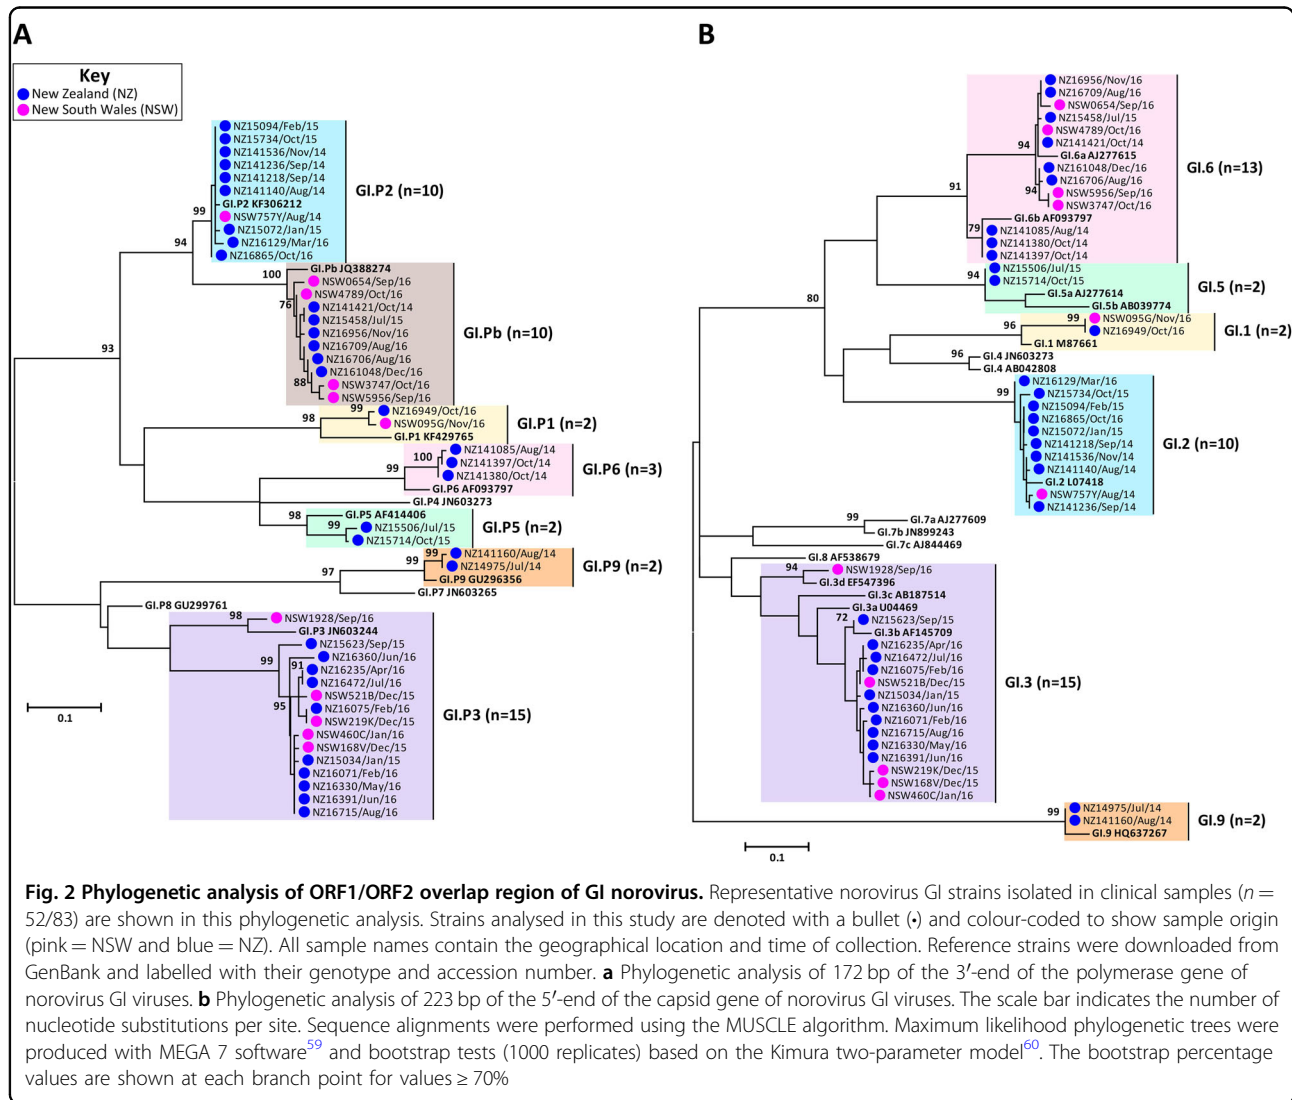 A
Key
New Zealand (NZ)
New South Wales (NSW)
NZ15094/Feb/15
NZ15734/Oct/15
NZ141536/Nov/14
NZ141236/Sep/14
NZ141218/Sep/14
NZ141140/Aug/14
GI.P2 KF306212
NSW757Y/Aug/14
NZ15072/Jan/15
NZ16129/Mar/16
NZ16865/Oct/16
GI.P2 (n=10)
99
94
GI.Pb JQ388274
NSW0654/Sep/16
NSW4789/Oct/16
NZ141421/Oct/14
NZ15458/Jul/15
NZ16956/Nov/16
NZ16709/Aug/16
NZ16706/Aug/16
NZ161048/Dec/16
NSW3747/Oct/16
NSW5956/Sep/16
GI.Pb (n=10)
100
76
88
93
NZ16949/Oct/16
NSW095G/Nov/16
GI.P1 KF429765
GI.P1 (n=2)
99
98
NZ141085/Aug/14
NZ141397/Oct/14
NZ141380/Oct/14
GI.P6 AF093797
GI.P6 (n=3)
100
99
GI.P4 JN603273
GI.P5 AF414406
NZ15506/Jul/15
NZ15714/Oct/15
GI.P5 (n=2)
98
99
NZ141160/Aug/14
NZ14975/Jul/14
GI.P9 GU296356
GI.P9 (n=2)
99
99
97
GI.P7 JN603265
GI.P8 GU299761
NSW1928/Sep/16
GI.P3 JN603244
NZ15623/Sep/15
NZ16360/Jun/16
NZ16235/Apr/16
NZ16472/Jul/16
NSW521B/Dec/15
NZ16075/Feb/16
NSW219K/Dec/15
NSW460C/Jan/16
NSW168V/Dec/15
NZ15034/Jan/15
NZ16071/Feb/16
NZ16330/May/16
NZ16391/Jun/16
NZ16715/Aug/16
GI.P3 (n=15)
98
99
91
95
0.1
B
NZ16956/Nov/16
NZ16709/Aug/16
NSW0654/Sep/16
NZ15458/Jul/15
NSW4789/Oct/16
NZ141421/Oct/14
GI.6a AJ277615
NZ161048/Dec/16
NZ16706/Aug/16
NSW5956/Sep/16
NSW3747/Oct/16
GI.6b AF093797
NZ141085/Aug/14
NZ141380/Oct/14
NZ141397/Oct/14
GI.6 (n=13)
94
94
91
79
NZ15506/Jul/15
NZ15714/Oct/15
GI.5a AJ277614
GI.5b AB039774
GI.5 (n=2)
94
80
NSW095G/Nov/16
NZ16949/Oct/16
GI.1 M87661
GI.1 (n=2)
99
96
GI.4 JN603273
GI.4 AB042808
96
NZ16129/Mar/16
NZ15734/Oct/15
NZ15094/Feb/15
NZ16865/Oct/16
NZ15072/Jan/15
NZ141218/Sep/14
NZ141536/Nov/14
NZ141140/Aug/14
GI.2 L07418
NSW757Y/Aug/14
NZ141236/Sep/14
GI.2 (n=10)
99
GI.7a AJ277609
GI.7b JN899243
GI.7c AJ844469
99
GI.8 AF538679
NSW1928/Sep/16
GI.3d EF547396
GI.3c AB187514
GI.3a U04469
NZ15623/Sep/15
GI.3b AF145709
NZ16235/Apr/16
NZ16472/Jul/16
NZ16075/Feb/16
NSW521B/Dec/15
NZ15034/Jan/15
NZ16360/Jun/16
NZ16071/Feb/16
NZ16715/Aug/16
NZ16330/May/16
NZ16391/Jun/16
NSW219K/Dec/15
NSW168V/Dec/15
NSW460C/Jan/16
GI.3 (n=15)
94
72
NZ14975/Jul/14
NZ141160/Aug/14
GI.9 HQ637267
GI.9 (n=2)
99
0.1
Fig. 2 Phylogenetic analysis of ORF1/ORF2 overlap region of GI norovirus. Representative norovirus GI strains isolated in clinical samples (n =
52/83) are shown in this phylogenetic analysis. Strains analysed in this study are denoted with a bullet (•) and colour-coded to show sample origin
(pink = NSW and blue = NZ). All sample names contain the geographical location and time of collection. Reference strains were downloaded from
GenBank and labelled with their genotype and accession number. a Phylogenetic analysis of 172 bp of the 3′-end of the polymerase gene of
norovirus GI viruses. b Phylogenetic analysis of 223 bp of the 5′-end of the capsid gene of norovirus GI viruses. The scale bar indicates the number of
nucleotide substitutions per site. Sequence alignments were performed using the MUSCLE algorithm. Maximum likelihood phylogenetic trees were
produced with MEGA 7 software59 and bootstrap tests (1000 replicates) based on the Kimura two-parameter model60. The bootstrap percentage
values are shown at each branch point for values ≥ 70%